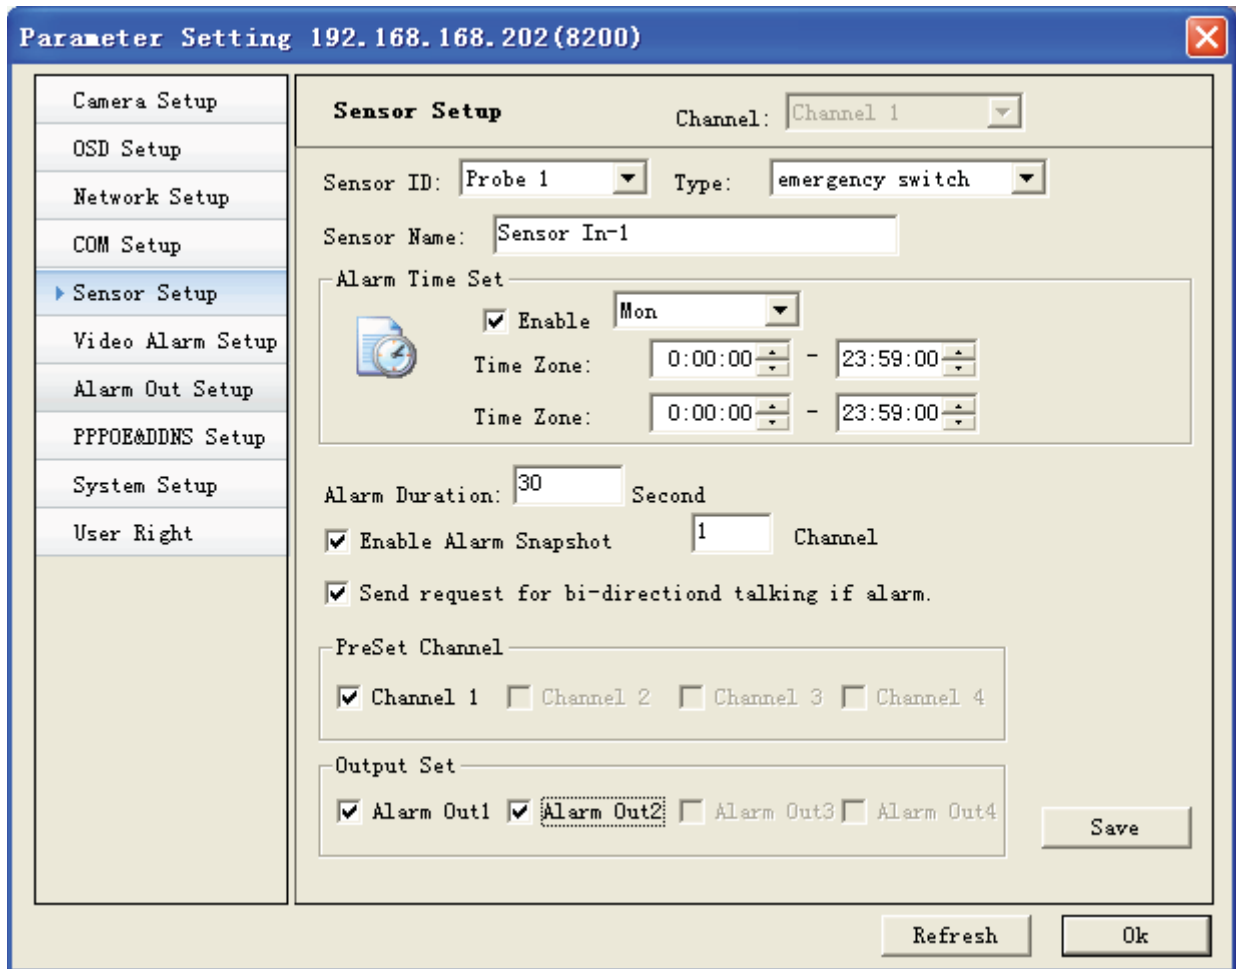 Parameter Setting 192.168.168.202(8200)
Camera Setup
OSD Setup
Network Setup
COM Setup
Sensor Setup
Video Alarm Setup
Alarm Out Setup
PPPOE&DDNS Setup
System Setup
User Right
Sensor Setup Channel: Channel 1
Sensor ID: Probe 1 Type: emergency switch
Sensor Name: Sensor In-1
Alarm Time Set
Enable Mon
Time Zone: 0:00:00 - 23:59:00
Time Zone: 0:00:00 - 23:59:00
Alarm Duration: 30 Second
Enable Alarm Snapshot 1 Channel
Send request for bi-directiond talking if alarm.
PreSet Channel
Channel 1 Channel 2 Channel 3 Channel 4
Output Set
Alarm Out1 Alarm Out2 Alarm Out3 Alarm Out4
Save
Refresh Ok